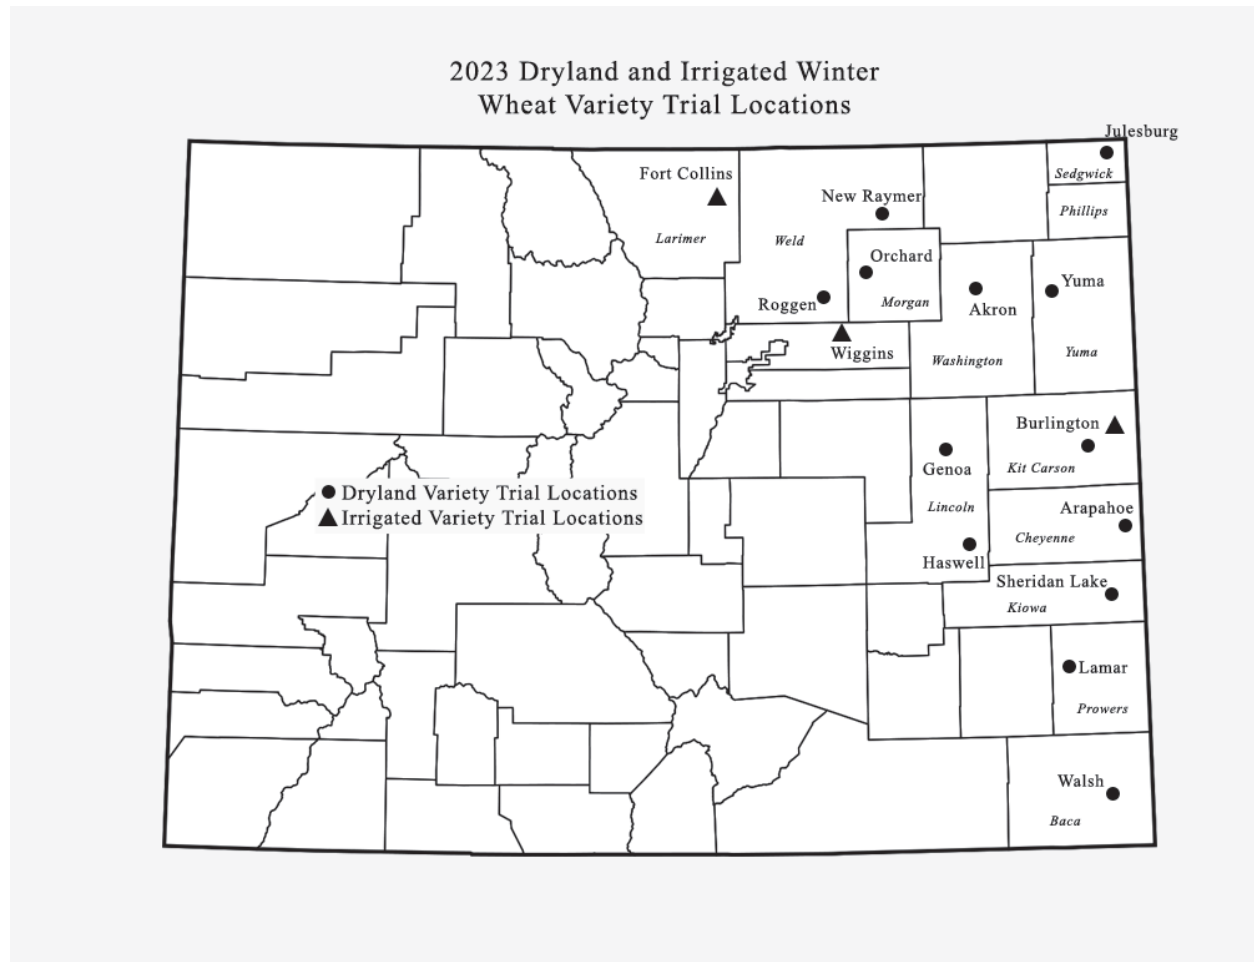 2023 Dryland and Irrigated Winter
Wheat Variety Trial Locations
Julesburg
Sedgwick
Phillips
Fort Collins
Larimer
New Raymer
Weld
Orchard
Morgan
Roggen
Akron
Washington
Yuma
Yuma
Wiggins
Burlington
Kit Carson
Genoa
Lincoln
Haswell
Arapahoe
Cheyenne
Dryland Variety Trial Locations
Irrigated Variety Trial Locations
Sheridan Lake
Kiowa
Lamar
Prowers
Walsh
Baca